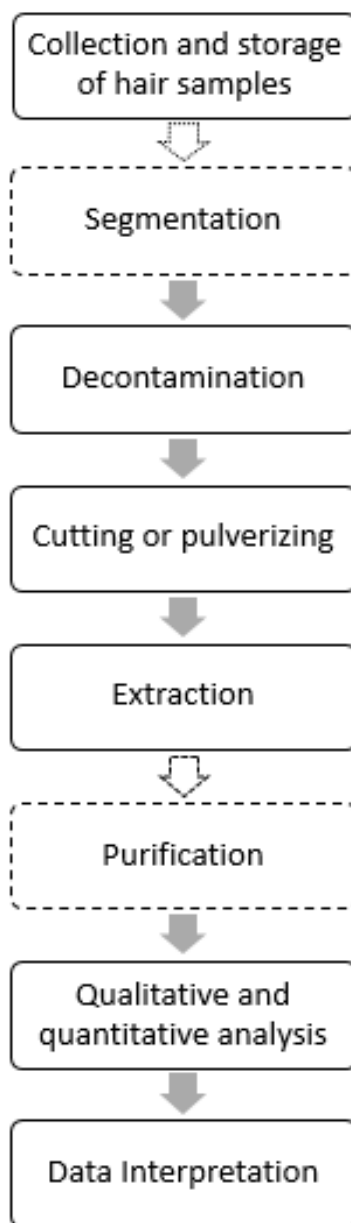 Collection and storage
of hair samples
Segmentation
Decontamination
Cutting or pulverizing
Extraction
Purification
Qualitative and
quantitative analysis
Data Interpretation